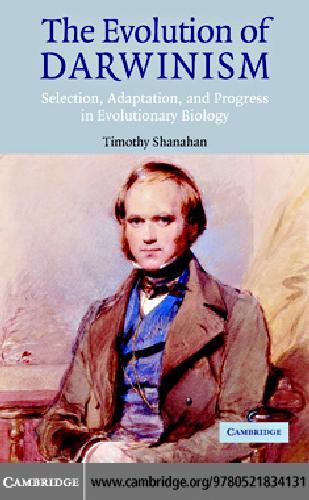 The Evolution of
DARWINISM
Selection, Adaptation, and Progress
in Evolutionary Biology
Timothy Shanahan
CAMBRIDGE
CAMBRIDGE www.cambridge.org/9780521834131